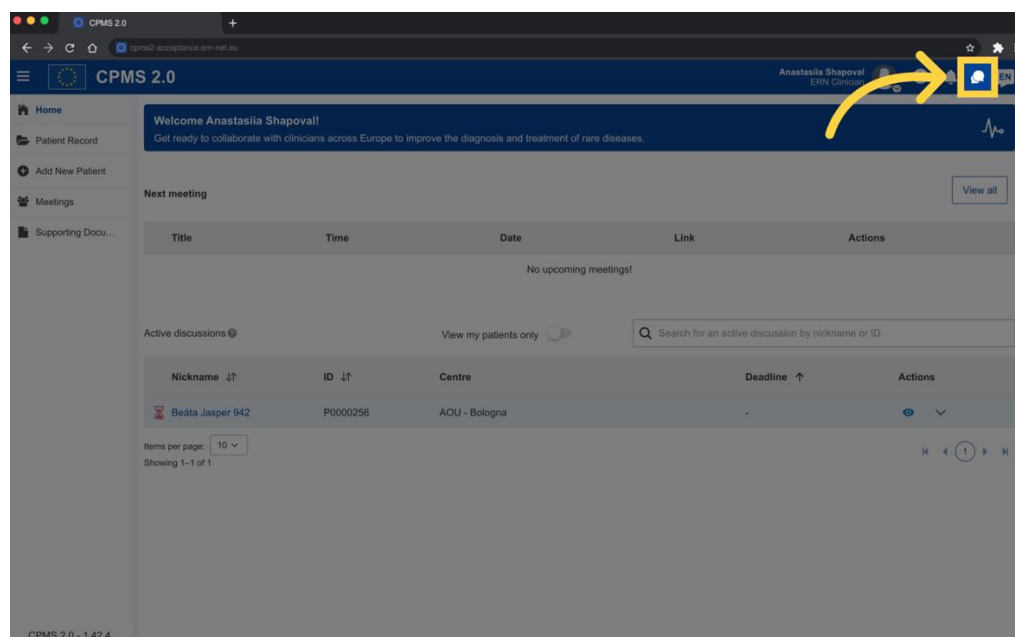 CPMS 2.0
cpms2-acceptance.ern-net.eu
CPMS 2.0
Anastasiia Shapoval
ERN Clinician
EN
Home
Patient Record
Add New Patient
Meetings
Supporting Docu...
Welcome Anastasiia Shapoval!
Get ready to collaborate with clinicians across Europe to improve the diagnosis and treatment of rare diseases.
Next meeting
View all
Title Time Date Link Actions
No upcoming meetings!
Active discussions
View my patients only
Search for an active discussion by nickname or ID
Nickname ID Centre Deadline Actions
Beáta Jasper 942 P0000256 AOU - Bologna -
Items per page: 10
Showing 1–1 of 1
1
CPMS 2.0 - 1.42.4